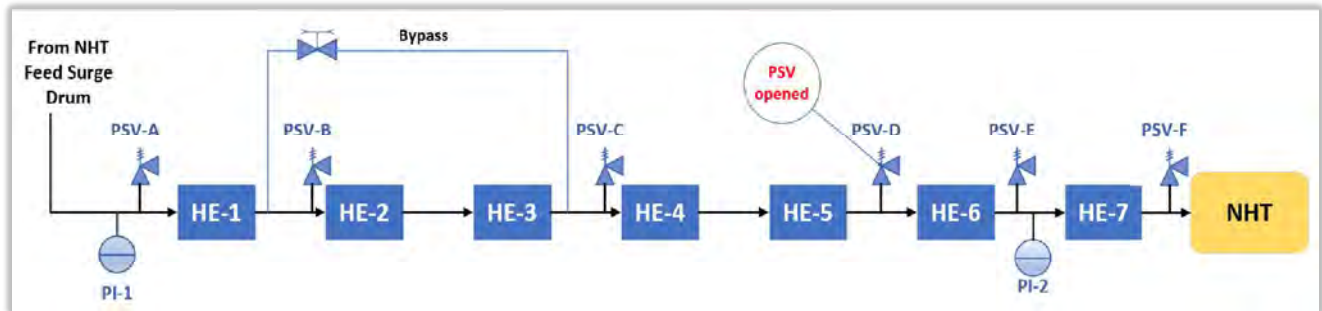 From NHT
Feed Surge
Drum
Bypass
PSV
opened
PSV-A
PSV-B
PSV-C
PSV-D
PSV-E
PSV-F
HE-1
HE-2
HE-3
HE-4
HE-5
HE-6
HE-7
NHT
PI-1
PI-2